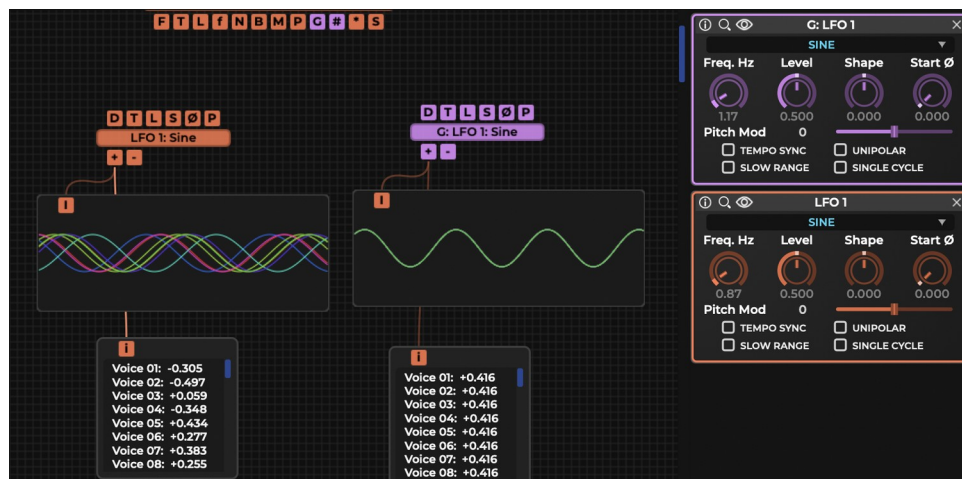 F T L f N B M P G # * S
D T L S Ø P
LFO 1: Sine
+ -
I
i
Voice 01: -0.305
Voice 02: -0.497
Voice 03: +0.059
Voice 04: -0.348
Voice 05: +0.434
Voice 06: +0.277
Voice 07: +0.383
Voice 08: +0.255
D T L S Ø P
G: LFO 1: Sine
+ -
I
i
Voice 01: +0.416
Voice 02: +0.416
Voice 03: +0.416
Voice 04: +0.416
Voice 05: +0.416
Voice 06: +0.416
Voice 07: +0.416
Voice 08: +0.416
G: LFO 1
SINE
Freq. Hz Level Shape Start Ø
1.17 0.500 0.000 0.000
Pitch Mod 0
TEMPO SYNC UNIPOLAR
SLOW RANGE SINGLE CYCLE
LFO 1
SINE
Freq. Hz Level Shape Start Ø
0.87 0.500 0.000 0.000
Pitch Mod 0
TEMPO SYNC UNIPOLAR
SLOW RANGE SINGLE CYCLE